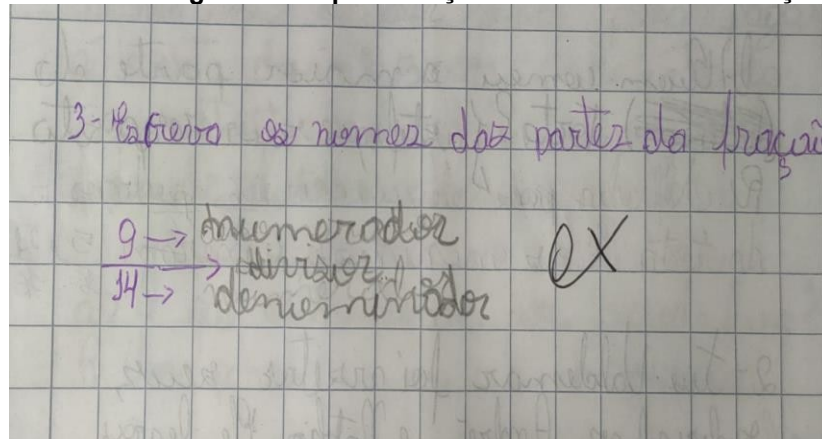 3- Escreva os nomes das partes da fração
9 → numerador
→ divisor
14 → denominador